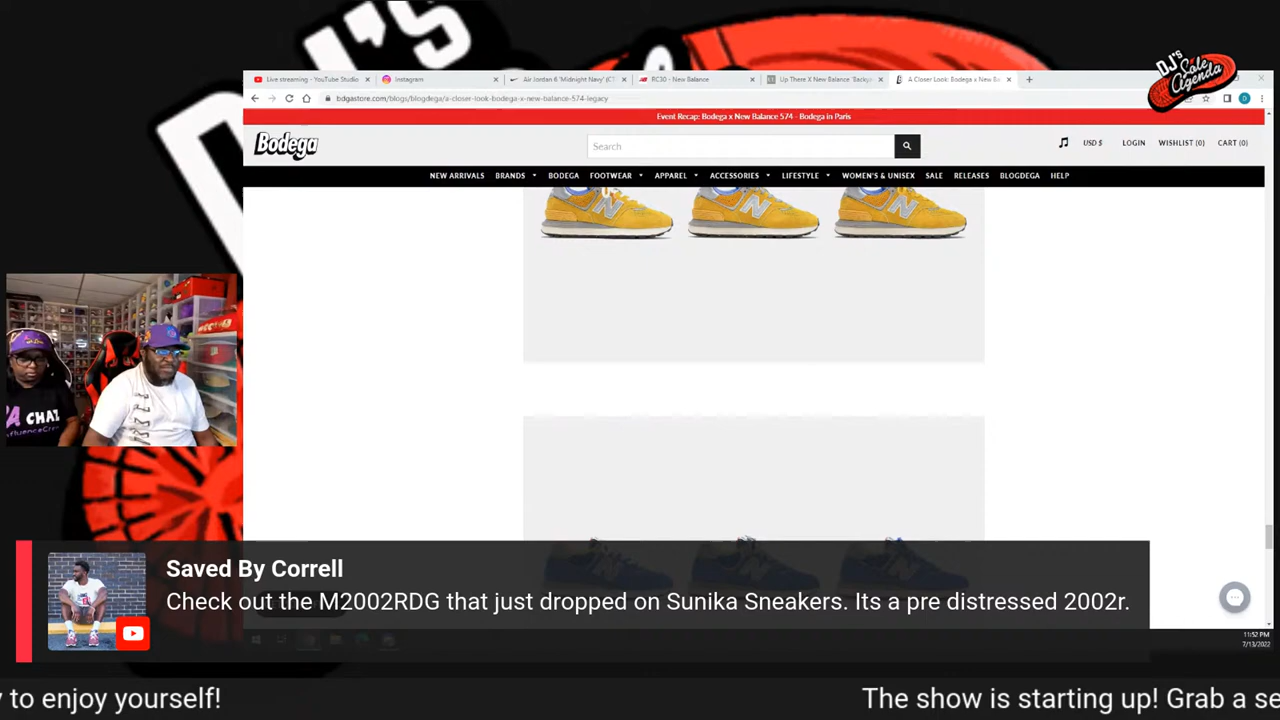 DJ's
DJ's
Sole
Agenda
Live streaming - YouTube Studio
Instagram
Air Jordan 6 'Midnight Navy' (CT
RC30 - New Balance
Up There X New Balance 'Backya
A Closer Look: Bodega x New Ba
bdgastore.com/blogs/blogdega/a-closer-look-bodega-x-new-balance-574-legacy
Event Recap: Bodega x New Balance 574 - Bodega in Paris
Bodega
Search
USD $
LOGIN
WISHLIST (0)
CART (0)
NEW ARRIVALS
BRANDS
BODEGA
FOOTWEAR
APPAREL
ACCESSORIES
LIFESTYLE
WOMEN'S & UNISEX
SALE
RELEASES
BLOGDEGA
HELP
N
N
N
A CHAT
Saved By Correll
Check out the M2002RDG that just dropped on Sunika Sneakers. Its a pre distressed 2002r.
11:52 PM
7/13/2022
y to enjoy yourself!
The show is starting up! Grab a se